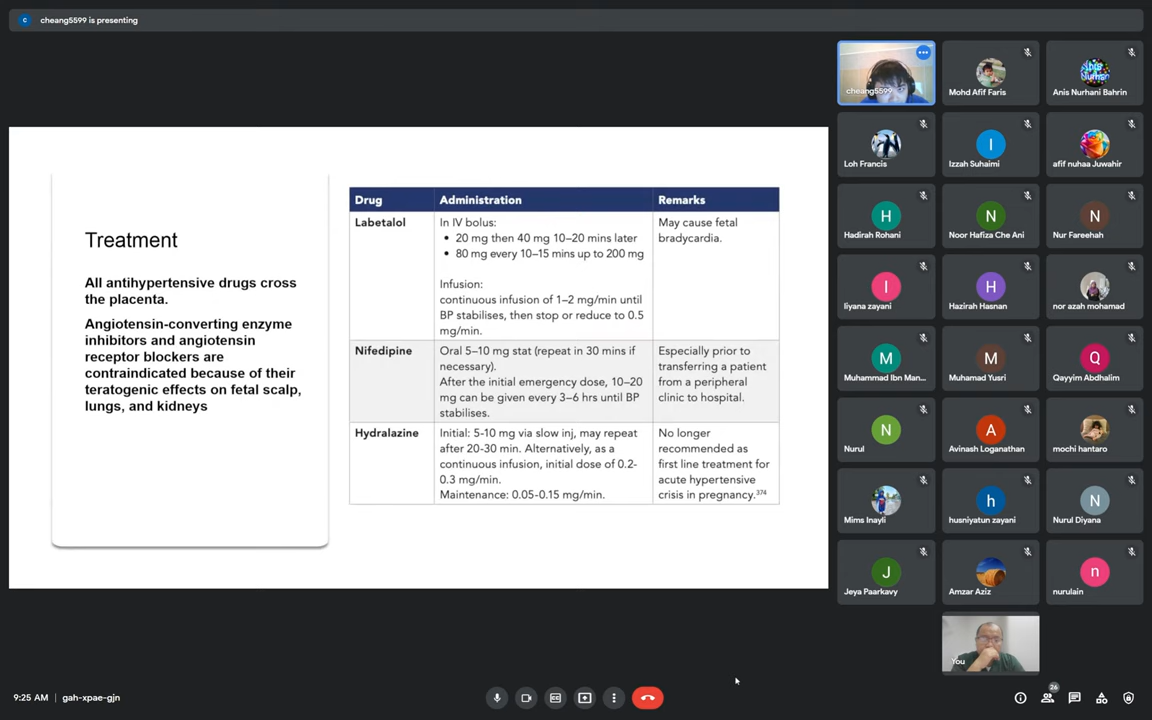 cheang5599 is presenting
Treatment
All antihypertensive drugs cross
the placenta.
Angiotensin-converting enzyme
inhibitors and angiotensin
receptor blockers are
contraindicated because of their
teratogenic effects on fetal scalp,
lungs, and kidneys
Drug Administration Remarks
Labetalol
In IV bolus:
• 20 mg then 40 mg 10–20 mins later
• 80 mg every 10–15 mins up to 200 mg
Infusion:
continuous infusion of 1–2 mg/min until
BP stabilises, then stop or reduce to 0.5
mg/min.
May cause fetal
bradycardia.
Nifedipine
Oral 5–10 mg stat (repeat in 30 mins if
necessary).
After the initial emergency dose, 10–20
mg can be given every 3–6 hrs until BP
stabilises.
Especially prior to
transferring a patient
from a peripheral
clinic to hospital.
Hydralazine
Initial: 5-10 mg via slow inj, may repeat
after 20-30 min. Alternatively, as a
continuous infusion, initial dose of 0.2-
0.3 mg/min.
Maintenance: 0.05-0.15 mg/min.
No longer
recommended as
first line treatment for
acute hypertensive
crisis in pregnancy.374
cheang5599
Mohd Afif Faris
Anis Nurhani Bahrin
Loh Francis
I
Izzah Suhaimi
afif nuhaa Juwahir
H
Hadirah Rohani
N
Noor Hafiza Che Ani
N
Nur Fareehah
I
liyana zayani
H
Hazirah Hasnan
nor azah mohamad
M
Muhammad Ibn Man...
M
Muhamad Yusri
Q
Qayyim Abdhalim
N
Nurul
A
Avinash Loganathan
mochi hantaro
Mims Inayli
h
husniyatun zayani
N
Nurul Diyana
J
Jeya Paarkavy
Amzar Aziz
n
nurulain
You
9:25 AM | gah-xpae-gjn
CC
26